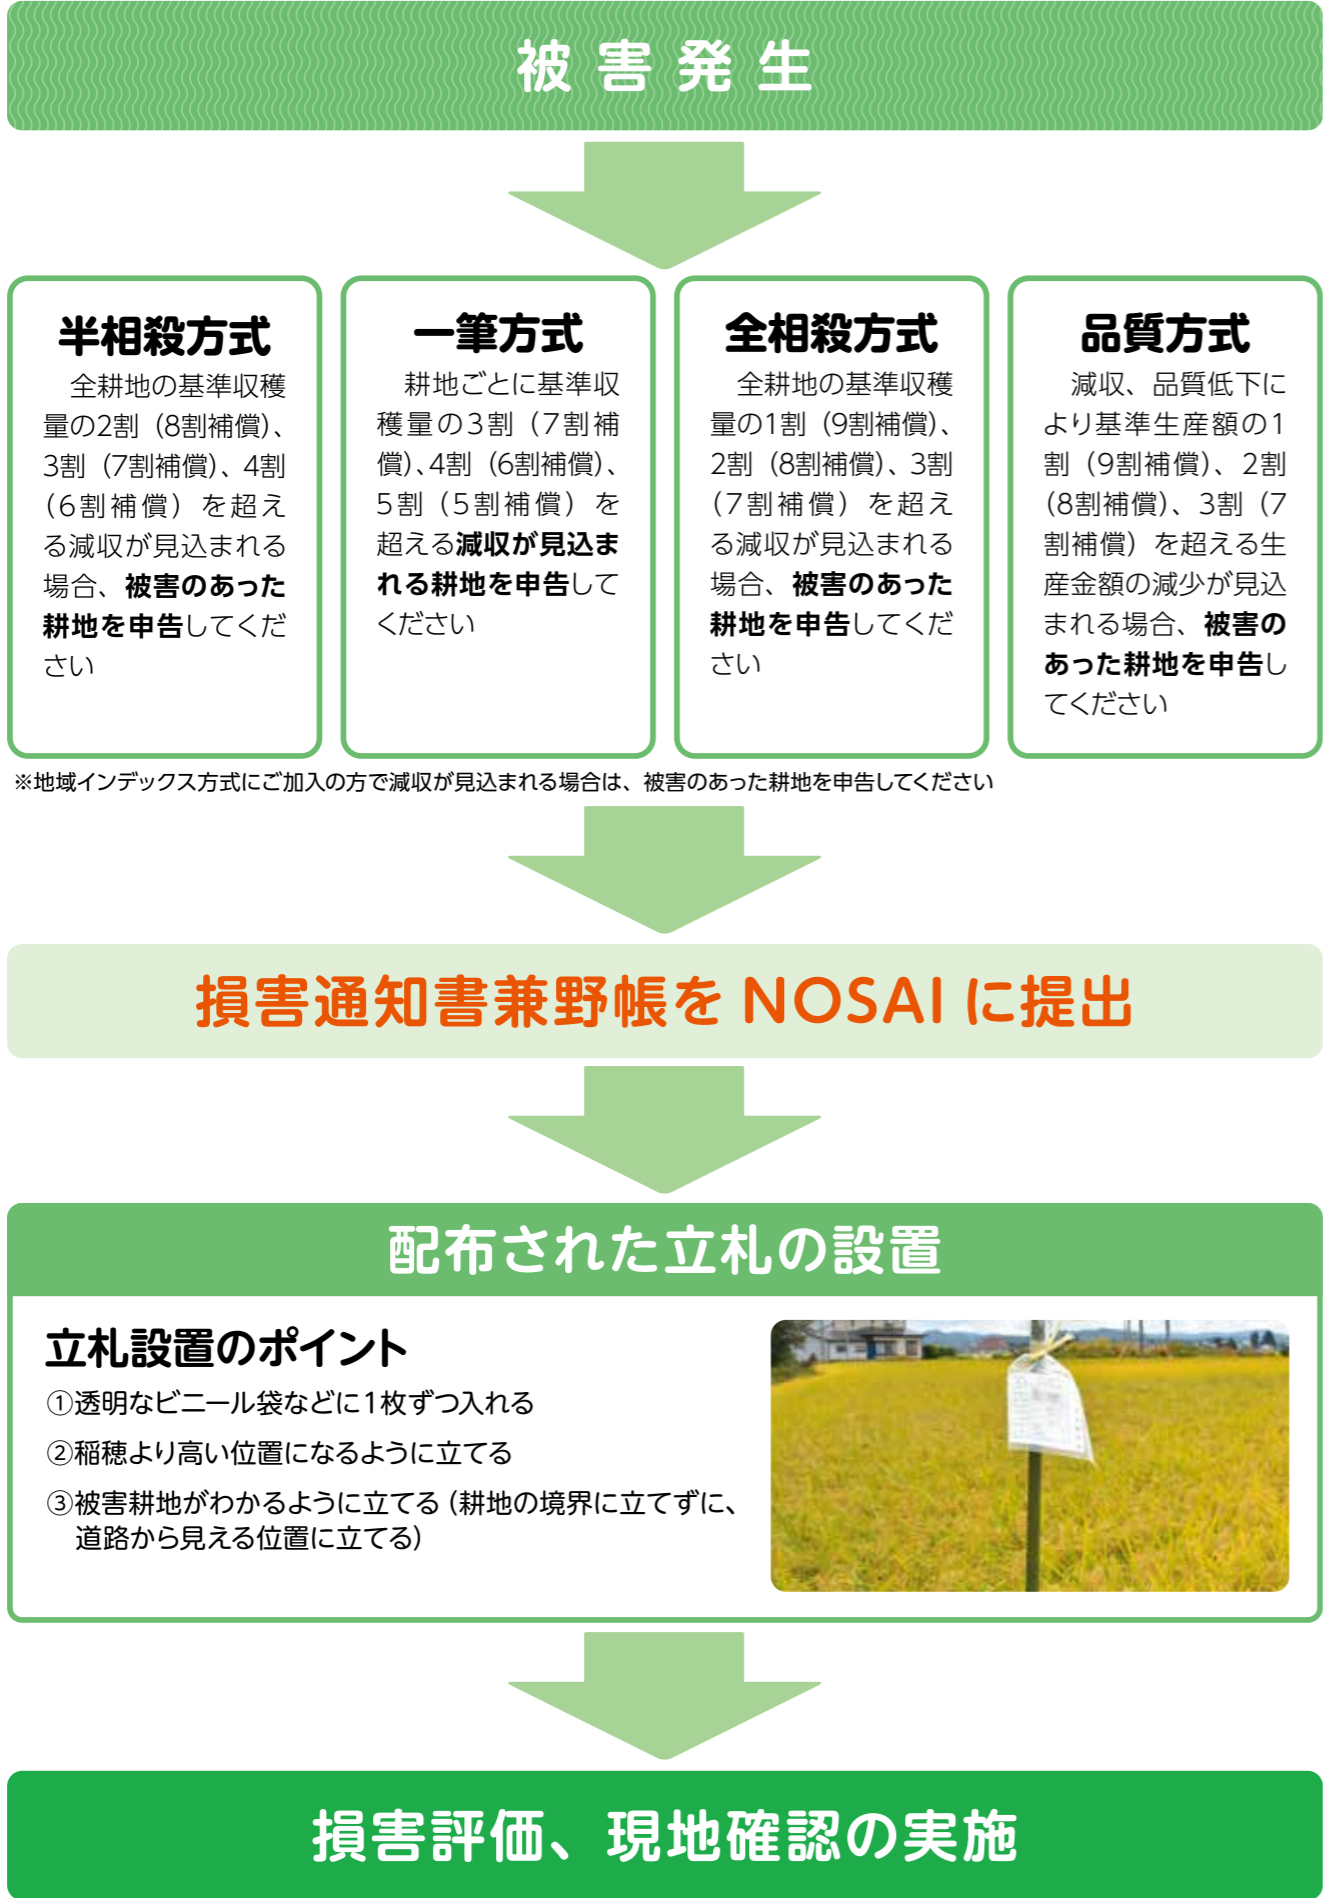 被害発生
半相殺方式
全耕地の基準収穫
量の2割（8割補償）、
3割（7割補償）、4割
（6割補償）を超え
る減収が見込まれる
場合、被害のあった
耕地を申告してくだ
さい
一筆方式
耕地ごとに基準収
穫量の3割（7割補
償）、4割（6割補償）、
5割（5割補償）を
超える減収が見込ま
れる耕地を申告して
ください
全相殺方式
全耕地の基準収穫
量の1割（9割補償）、
2割（8割補償）、3割
（7割補償）を超え
る減収が見込まれる
場合、被害のあった
耕地を申告してくだ
さい
品質方式
減収、品質低下に
より基準生産額の1
割（9割補償）、2割
（8割補償）、3割（7
割補償）を超える生
産金額の減少が見込
まれる場合、被害の
あった耕地を申告し
てください
※地域インデックス方式にご加入の方で減収が見込まれる場合は、被害のあった耕地を申告してください
損害通知書兼野帳を NOSAI に提出
配布された立札の設置
立札設置のポイント
①透明なビニール袋などに1枚ずつ入れる
②稲穂より高い位置になるように立てる
③被害耕地がわかるように立てる（耕地の境界に立てずに、
道路から見える位置に立てる）
損害評価、現地確認の実施